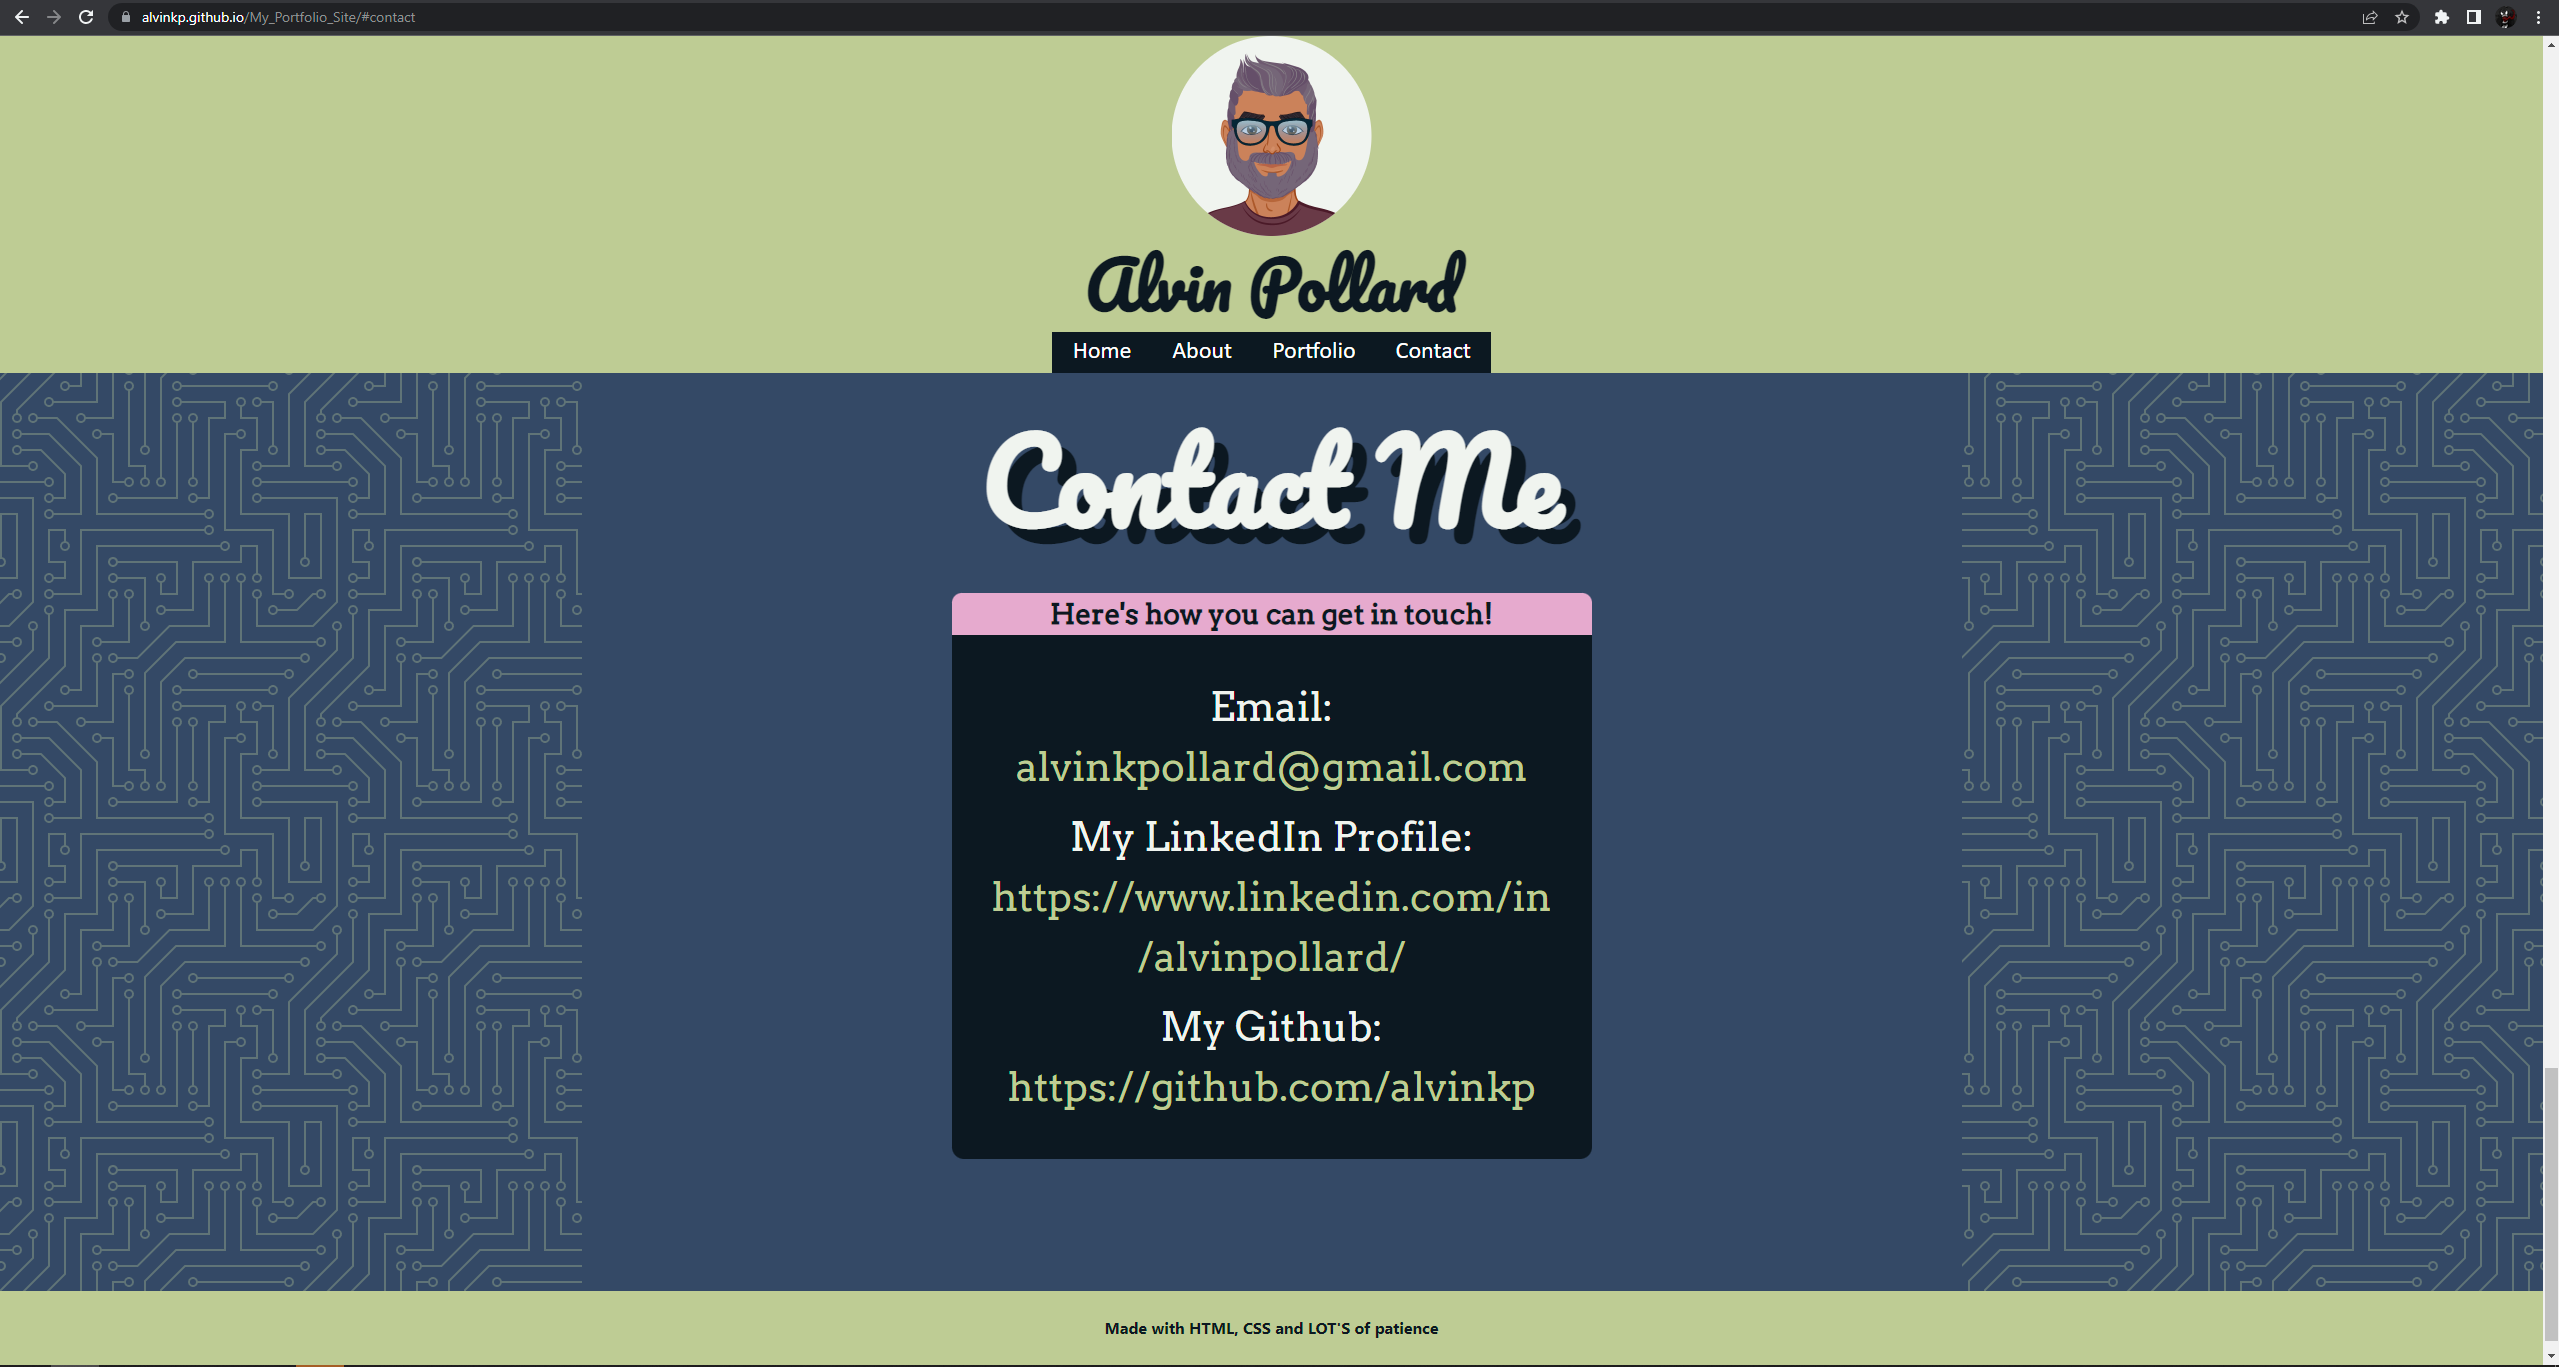 alvinkp.github.io/My_Portfolio_Site/#contact
Alvin Pollard
Home About Portfolio Contact
Contact Me
Here's how you can get in touch!
Email:
alvinkpollard@gmail.com
My LinkedIn Profile:
https://www.linkedin.com/in
/alvinpollard/
My Github:
https://github.com/alvinkp
Made with HTML, CSS and LOT'S of patience